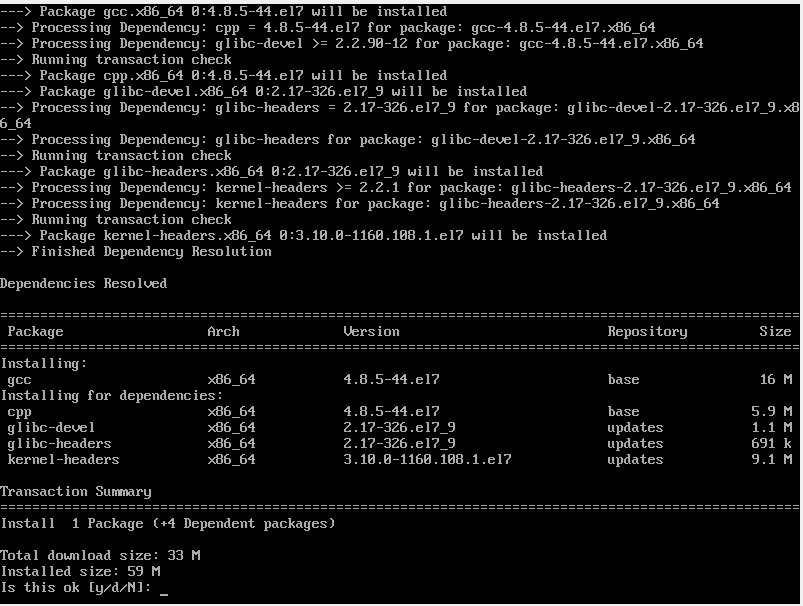 ---> Package gcc.x86_64 0:4.8.5-44.el7 will be installed
--> Processing Dependency: cpp = 4.8.5-44.el7 for package: gcc-4.8.5-44.el7.x86_64
--> Processing Dependency: glibc-devel >= 2.2.90-12 for package: gcc-4.8.5-44.el7.x86_64
--> Running transaction check
---> Package cpp.x86_64 0:4.8.5-44.el7 will be installed
---> Package glibc-devel.x86_64 0:2.17-326.el7_9 will be installed
--> Processing Dependency: glibc-headers = 2.17-326.el7_9 for package: glibc-devel-2.17-326.el7_9.x8
6_64
--> Processing Dependency: glibc-headers for package: glibc-devel-2.17-326.el7_9.x86_64
--> Running transaction check
---> Package glibc-headers.x86_64 0:2.17-326.el7_9 will be installed
--> Processing Dependency: kernel-headers >= 2.2.1 for package: glibc-headers-2.17-326.el7_9.x86_64
--> Processing Dependency: kernel-headers for package: glibc-headers-2.17-326.el7_9.x86_64
--> Running transaction check
---> Package kernel-headers.x86_64 0:3.10.0-1160.108.1.el7 will be installed
--> Finished Dependency Resolution
Dependencies Resolved
====================================================================================================
Package Arch Version Repository Size
====================================================================================================
Installing:
gcc x86_64 4.8.5-44.el7 base 16 M
Installing for dependencies:
cpp x86_64 4.8.5-44.el7 base 5.9 M
glibc-devel x86_64 2.17-326.el7_9 updates 1.1 M
glibc-headers x86_64 2.17-326.el7_9 updates 691 k
kernel-headers x86_64 3.10.0-1160.108.1.el7 updates 9.1 M
Transaction Summary
====================================================================================================
Install  1 Package (+4 Dependent packages)
Total download size: 33 M
Installed size: 59 M
Is this ok [y/d/N]: _